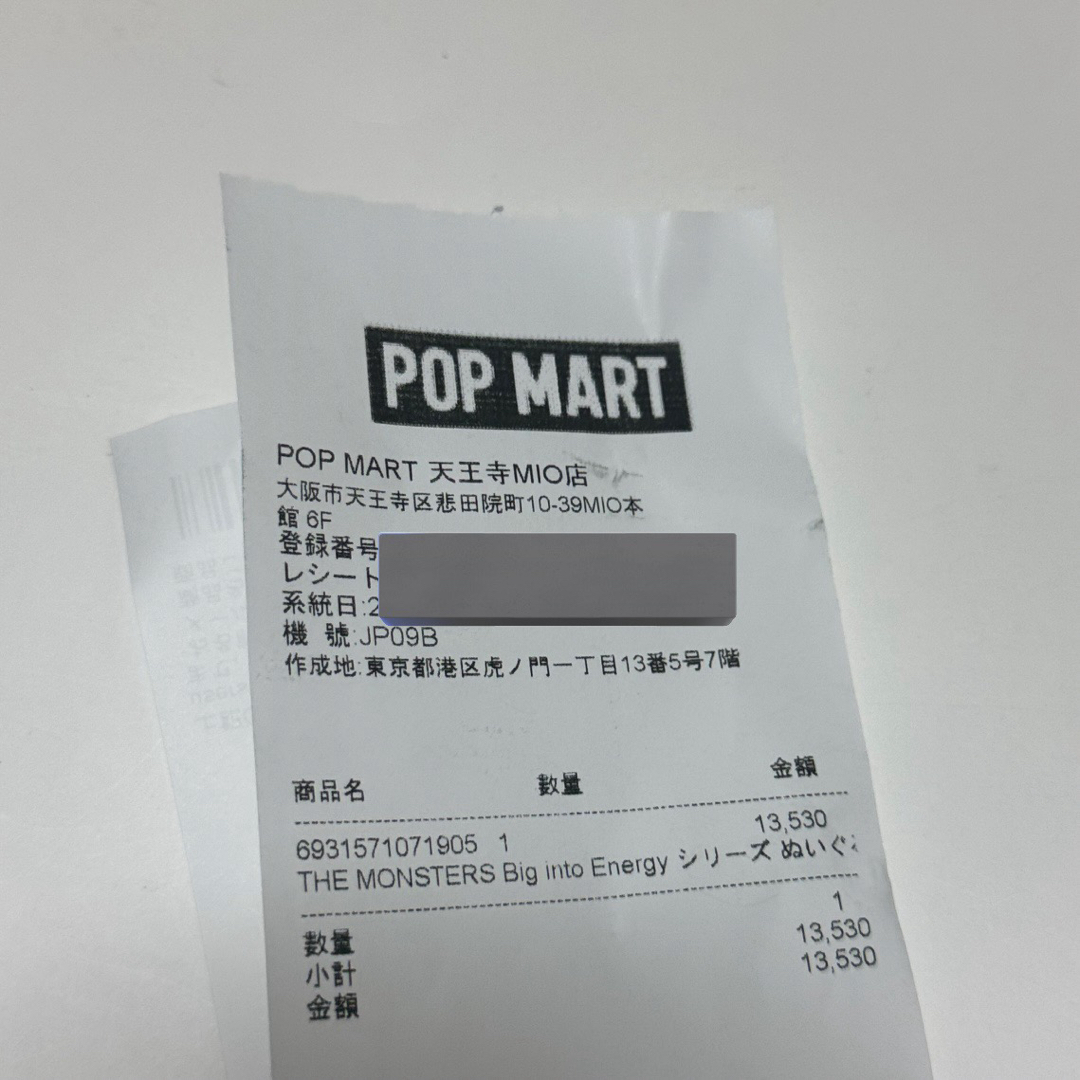 POP MART
POP MART 天王寺MIO店
大阪市天王寺区悲田院町10-39MIO本
館 6F
登録番号
レシート
系統日:2
機 號:JP09B
作成地:東京都港区虎ノ門一丁目13番5号7階
商品名 数量 金額
6931571071905 1 13,530
THE MONSTERS Big into Energy シリーズ ぬいぐ
数量 1
小計 13,530
金額 13,530